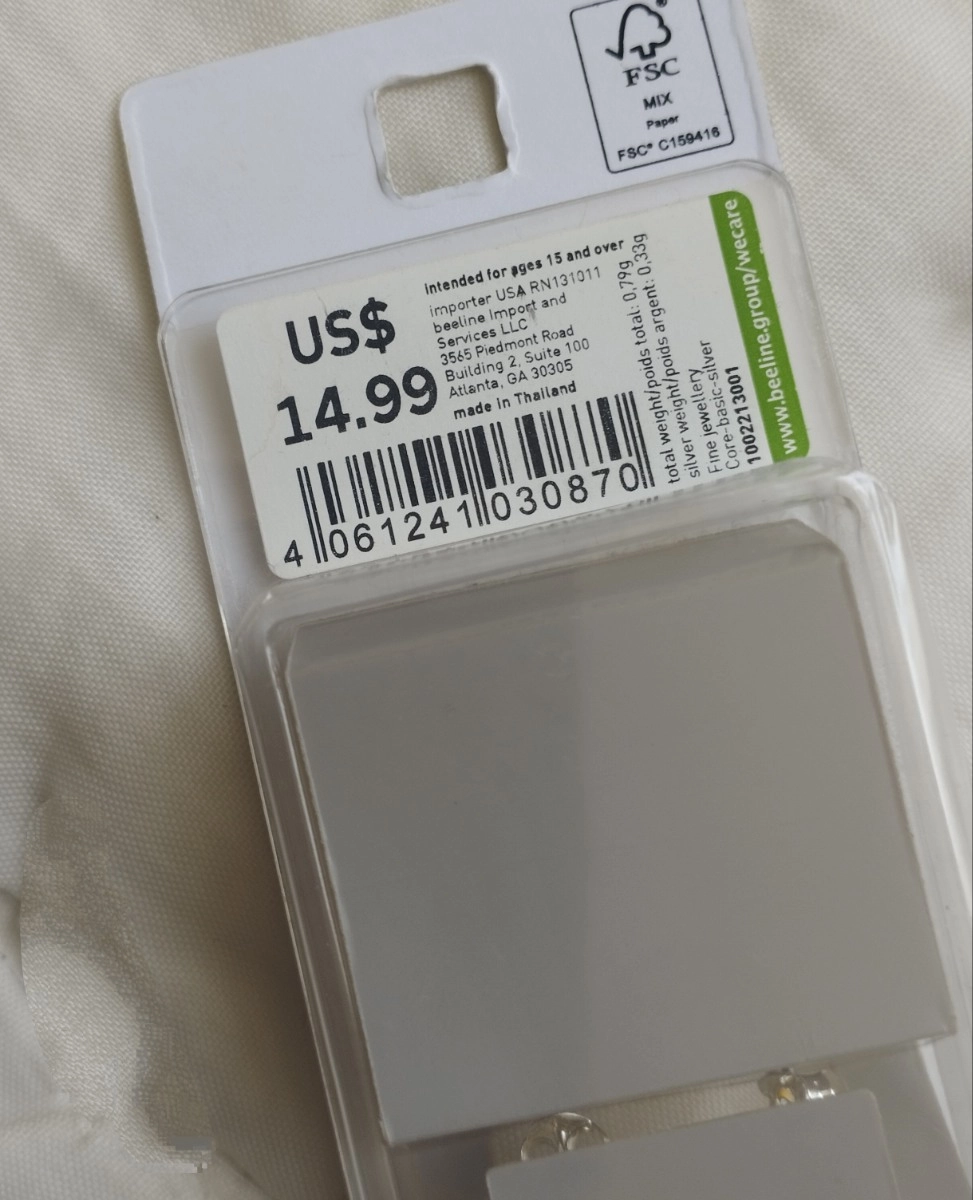 FSC®
MIX
Paper
FSC® C159416
US$
14.99
Intended for ages 15 and over
importer USA RN131011
beeline Import and
Services LLC
3565 Piedmont Road
Building 2, Suite 100
Atlanta, GA 30305
made in Thailand
4 061241 030870
total weight/poids total: 0,79g
silver weight/poids argent: 0,33g
Fine jewellery
Core-basic-silver
1002213001
www.beeline.group/wecare